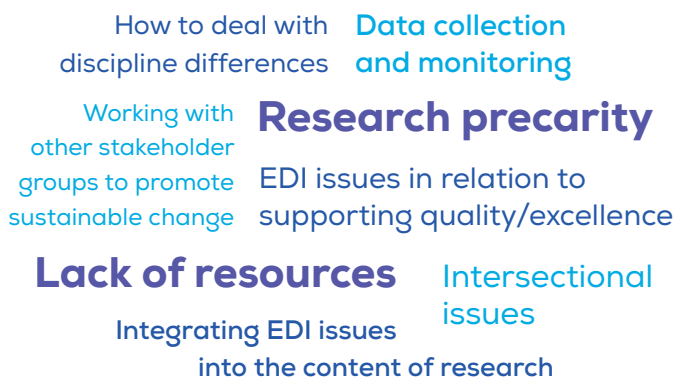 How to deal with
discipline differences
Data collection
and monitoring
Working with
other stakeholder
groups to promote
sustainable change
Research precarity
EDI issues in relation to
supporting quality/excellence
Lack of resources
Intersectional
issues
Integrating EDI issues
into the content of research